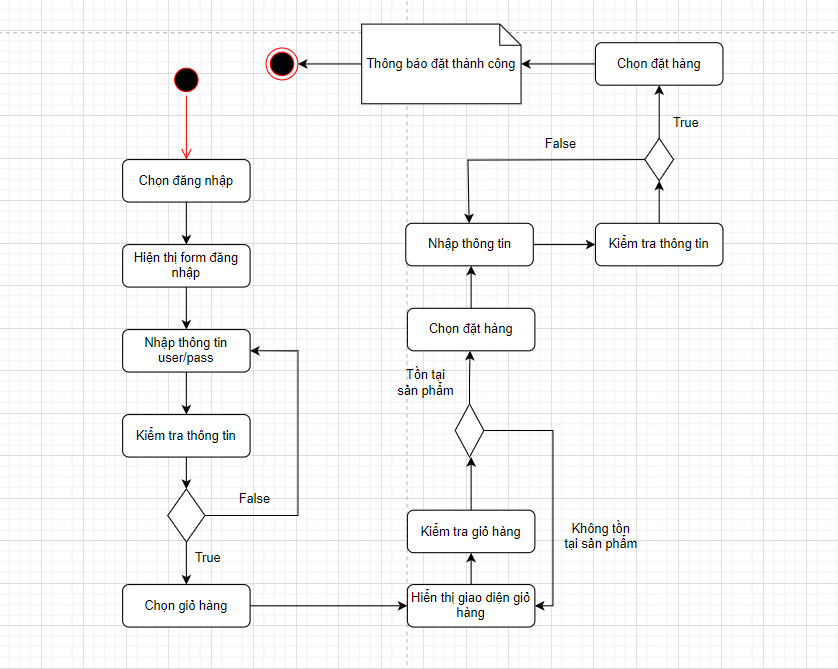 Chọn đăng nhập
Hiện thị form đăng
nhập
Nhập thông tin
user/pass
Kiểm tra thông tin
False
True
Chọn giỏ hàng
Hiển thị giao diện giỏ
hàng
Kiểm tra giỏ hàng
Không tồn
tại sản phẩm
Tồn tại
sản phẩm
Chọn đặt hàng
Nhập thông tin
Kiểm tra thông tin
False
True
Chọn đặt hàng
Thông báo đặt thành công